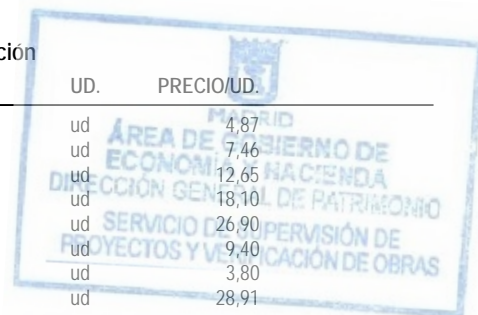 ción
UD. PRECIO/UD.
ud 4,87
ud 7,46
ud 12,65
ud 18,10
ud 26,90
ud 9,40
ud 3,80
ud 28,91
MADRID
ÁREA DE GOBIERNO DE
ECONOMÍA Y HACIENDA
DIRECCIÓN GENERAL DE PATRIMONIO
SERVICIO DE SUPERVISIÓN DE
PROYECTOS Y VERIFICACIÓN DE OBRAS